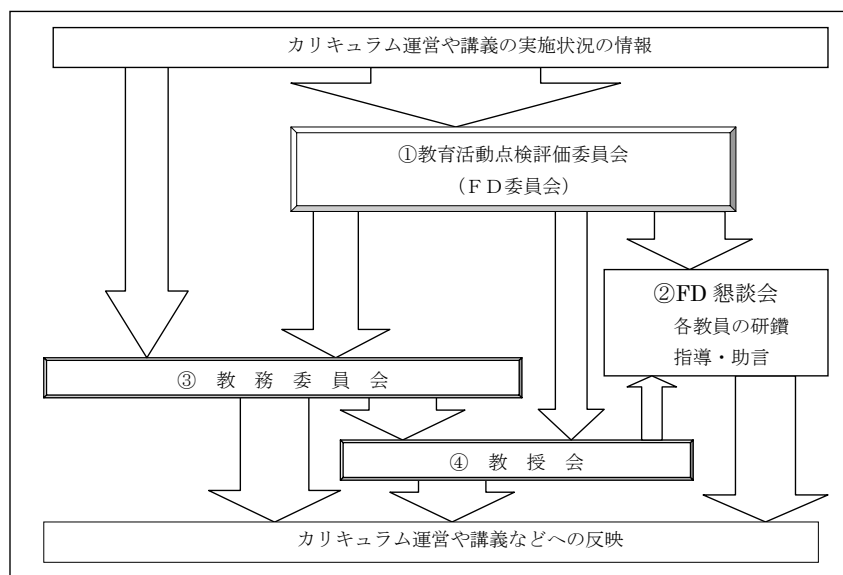 カリキュラム運営や講義の実施状況の情報
①教育活動点検評価委員会
（ＦＤ委員会）
②FD 懇談会
各教員の研鑽
指導・助言
③ 教 務 委 員 会
④ 教 授 会
カリキュラム運営や講義などへの反映